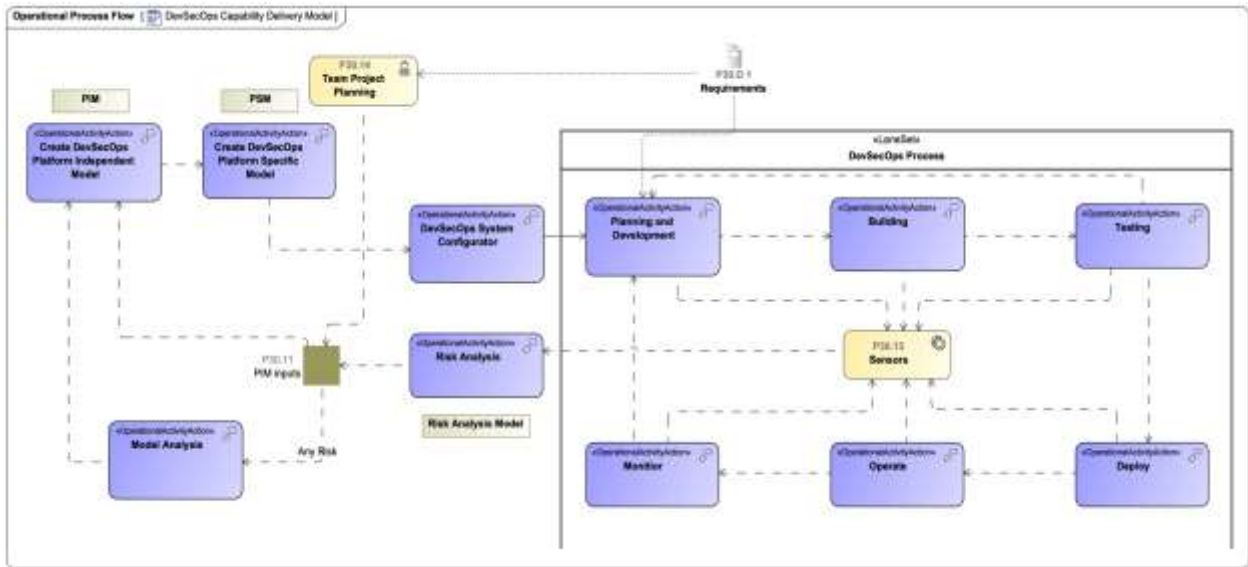 Operational Process Flow [ DevSecOps Capability Delivery Model ]
P30.14
Team Project
Planning
P30.D 1
Requirements
PIM
PSM
«OperationalActivityAction»
Create DevSecOps
Platform Independent
Model
«OperationalActivityAction»
Create DevSecOps
Platform Specific
Model
«LaneSet»
DevSecOps Process
«OperationalActivityAction»
DevSecOps System
Configurator
«OperationalActivityAction»
Planning and
Development
«OperationalActivityAction»
Building
«OperationalActivityAction»
Testing
P30.11
PIM inputs
«OperationalActivityAction»
Risk Analysis
Sensors
Risk Analysis Model
«OperationalActivityAction»
Model Analysis
Any Risk
«OperationalActivityAction»
Monitior
«OperationalActivityAction»
Operate
«OperationalActivityAction»
Deploy